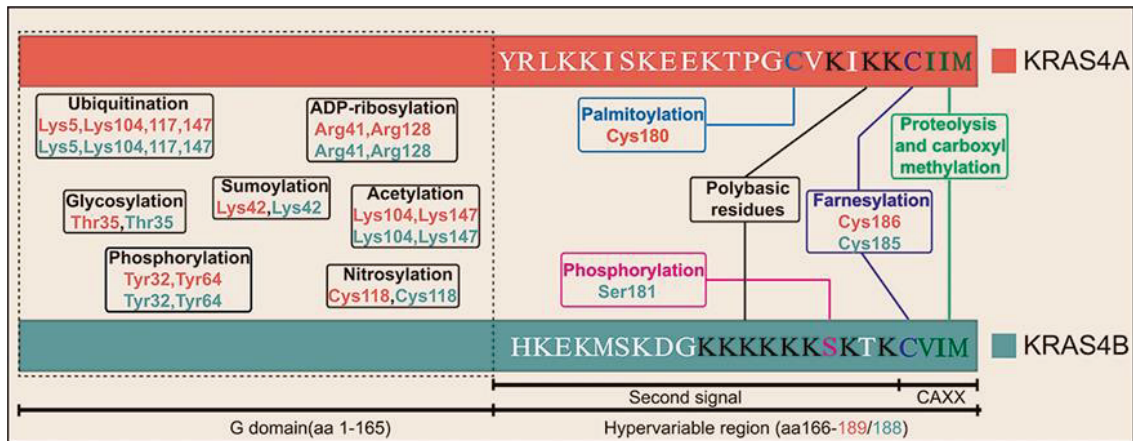 YRLKKISKEEKTPGCVKIKKCIIM
KRAS4A
Ubiquitination
Lys5,Lys104,117,147
Lys5,Lys104,117,147
ADP-ribosylation
Arg41,Arg128
Arg41,Arg128
Palmitoylation
Cys180
Proteolysis
and carboxyl
methylation
Glycosylation
Thr35,Thr35
Sumoylation
Lys42,Lys42
Acetylation
Lys104,Lys147
Lys104,Lys147
Polybasic
residues
Farnesylation
Cys186
Cys185
Phosphorylation
Tyr32,Tyr64
Tyr32,Tyr64
Nitrosylation
Cys118,Cys118
Phosphorylation
Ser181
HKEKMSKDGKKKKKKSKTKCVIM
KRAS4B
Second signal
CAXX
G domain(aa 1-165)
Hypervariable region (aa166-189/188)